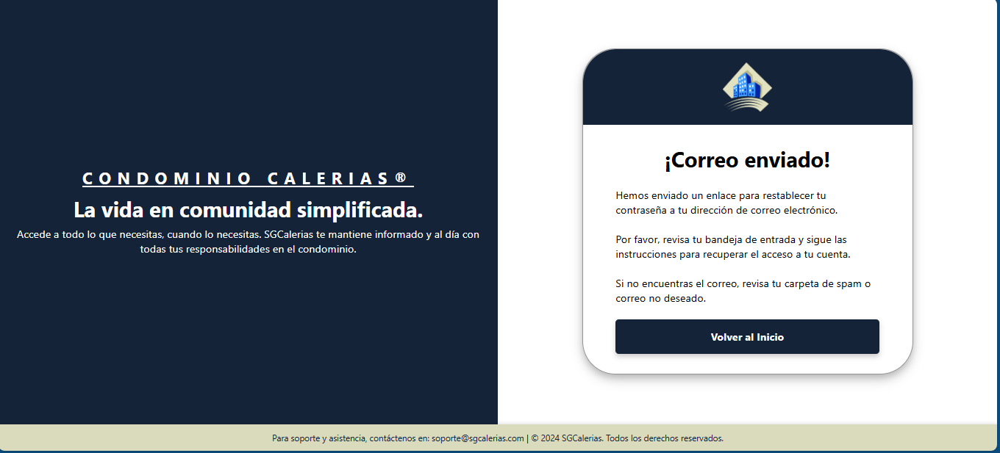 CONDOMINIO CALERIAS®
La vida en comunidad simplificada.
Accede a todo lo que necesitas, cuando lo necesitas. SGCalerias te mantiene informado y al día con
todas tus responsabilidades en el condominio.
¡Correo enviado!
Hemos enviado un enlace para restablecer tu
contraseña a tu dirección de correo electrónico.
Por favor, revisa tu bandeja de entrada y sigue las
instrucciones para recuperar el acceso a tu cuenta.
Si no encuentras el correo, revisa tu carpeta de spam o
correo no deseado.
Volver al Inicio
Para soporte y asistencia, contáctenos en: soporte@sgcalerias.com | © 2024 SGCalerias. Todos los derechos reservados.